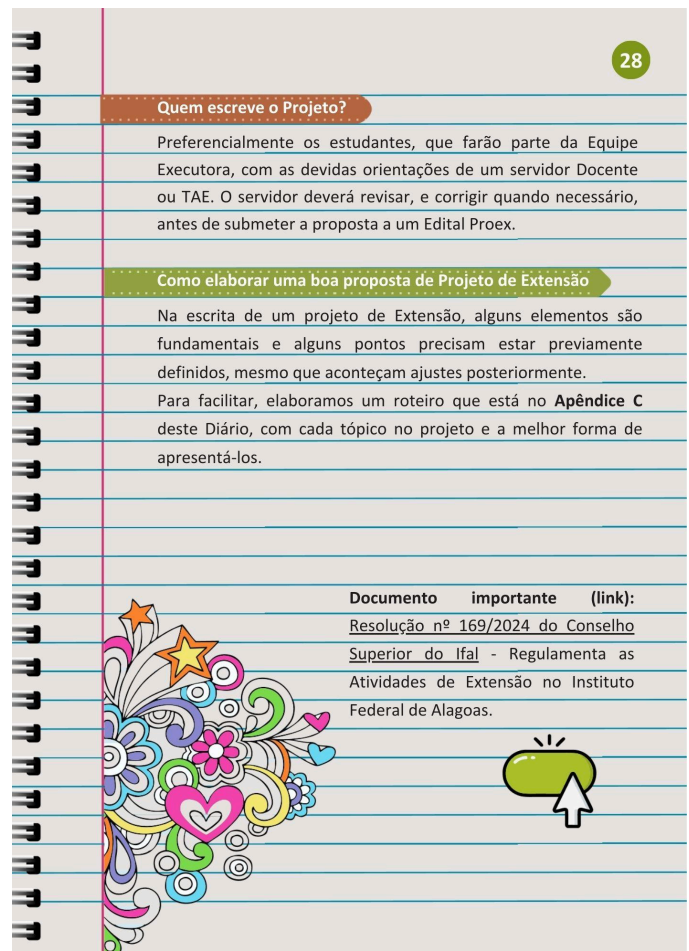 28
Quem escreve o Projeto?
Preferencialmente os estudantes, que farão parte da Equipe
Executora, com as devidas orientações de um servidor Docente
ou TAE. O servidor deverá revisar, e corrigir quando necessário,
antes de submeter a proposta a um Edital Proex.
Como elaborar uma boa proposta de Projeto de Extensão
Na escrita de um projeto de Extensão, alguns elementos são
fundamentais e alguns pontos precisam estar previamente
definidos, mesmo que aconteçam ajustes posteriormente.
Para facilitar, elaboramos um roteiro que está no Apêndice C
deste Diário, com cada tópico no projeto e a melhor forma de
apresentá-los.
Documento importante (link):
Resolução nº 169/2024 do Conselho
Superior do Ifal - Regulamenta as
Atividades de Extensão no Instituto
Federal de Alagoas.